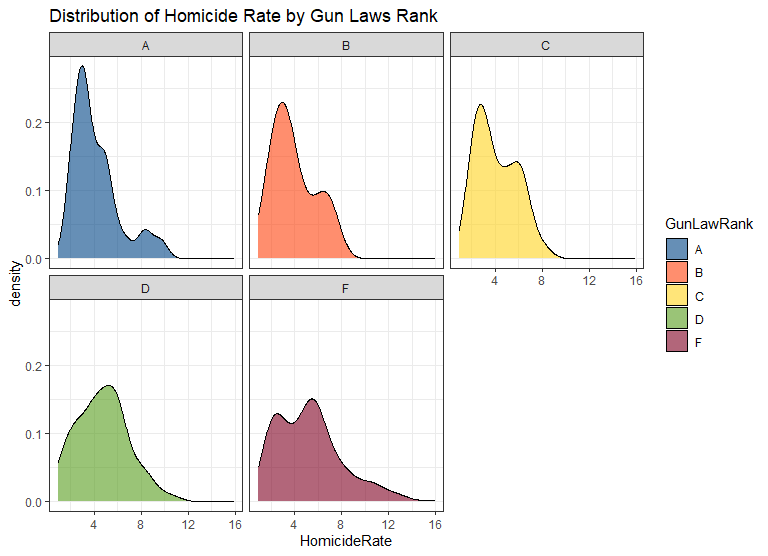 Distribution of Homicide Rate by Gun Laws Rank
A B C
0.2
0.1
0.0
4 8 12 16
D F
0.2
0.1
0.0
4 8 12 16 4 8 12 16
density
HomicideRate
GunLawRank
A
B
C
D
F